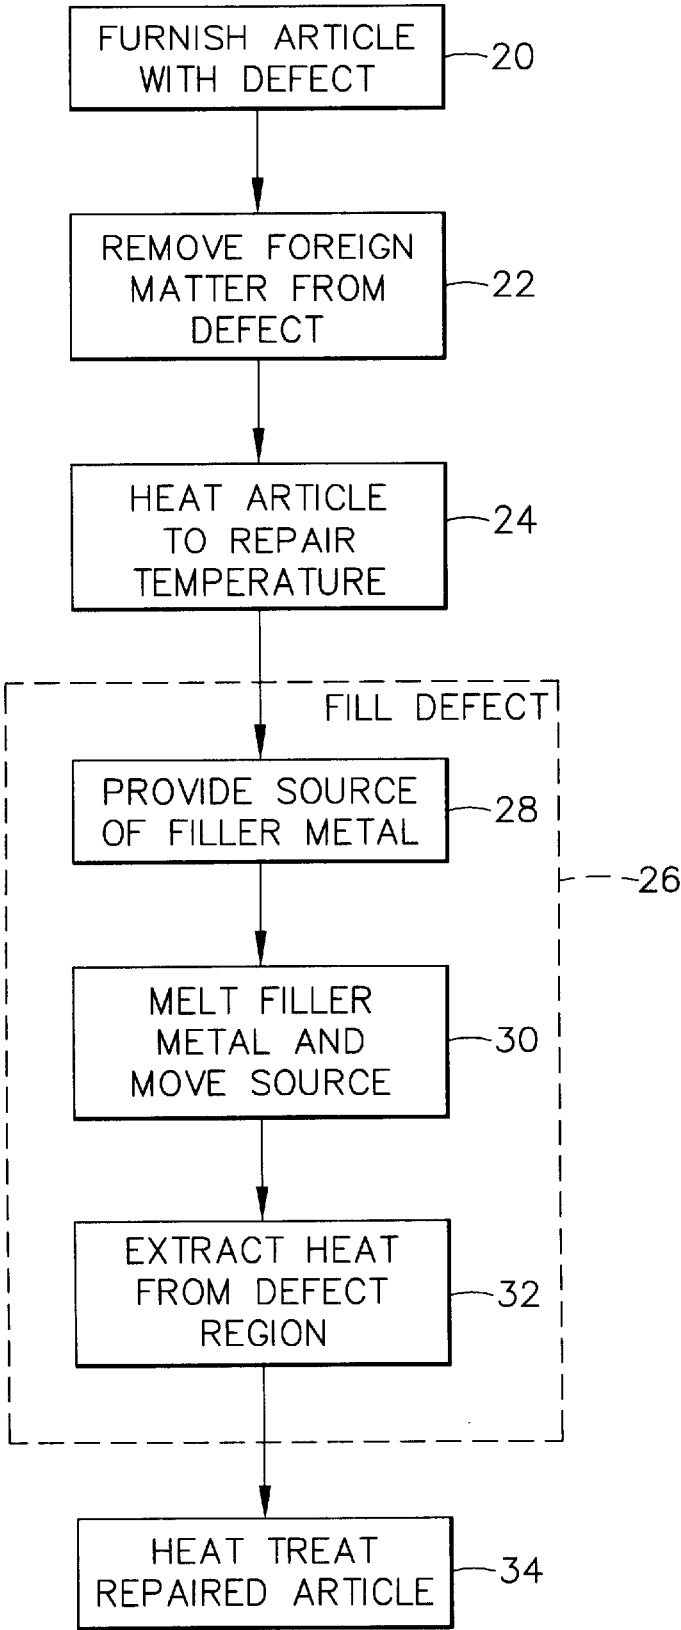 FURNISH ARTICLE
WITH DEFECT
20
REMOVE FOREIGN
MATTER FROM
DEFECT
22
HEAT ARTICLE
TO REPAIR
TEMPERATURE
24
FILL DEFECT
PROVIDE SOURCE
OF FILLER METAL
28
26
MELT FILLER
METAL AND
MOVE SOURCE
30
EXTRACT HEAT
FROM DEFECT
REGION
32
HEAT TREAT
REPAIRED ARTICLE
34